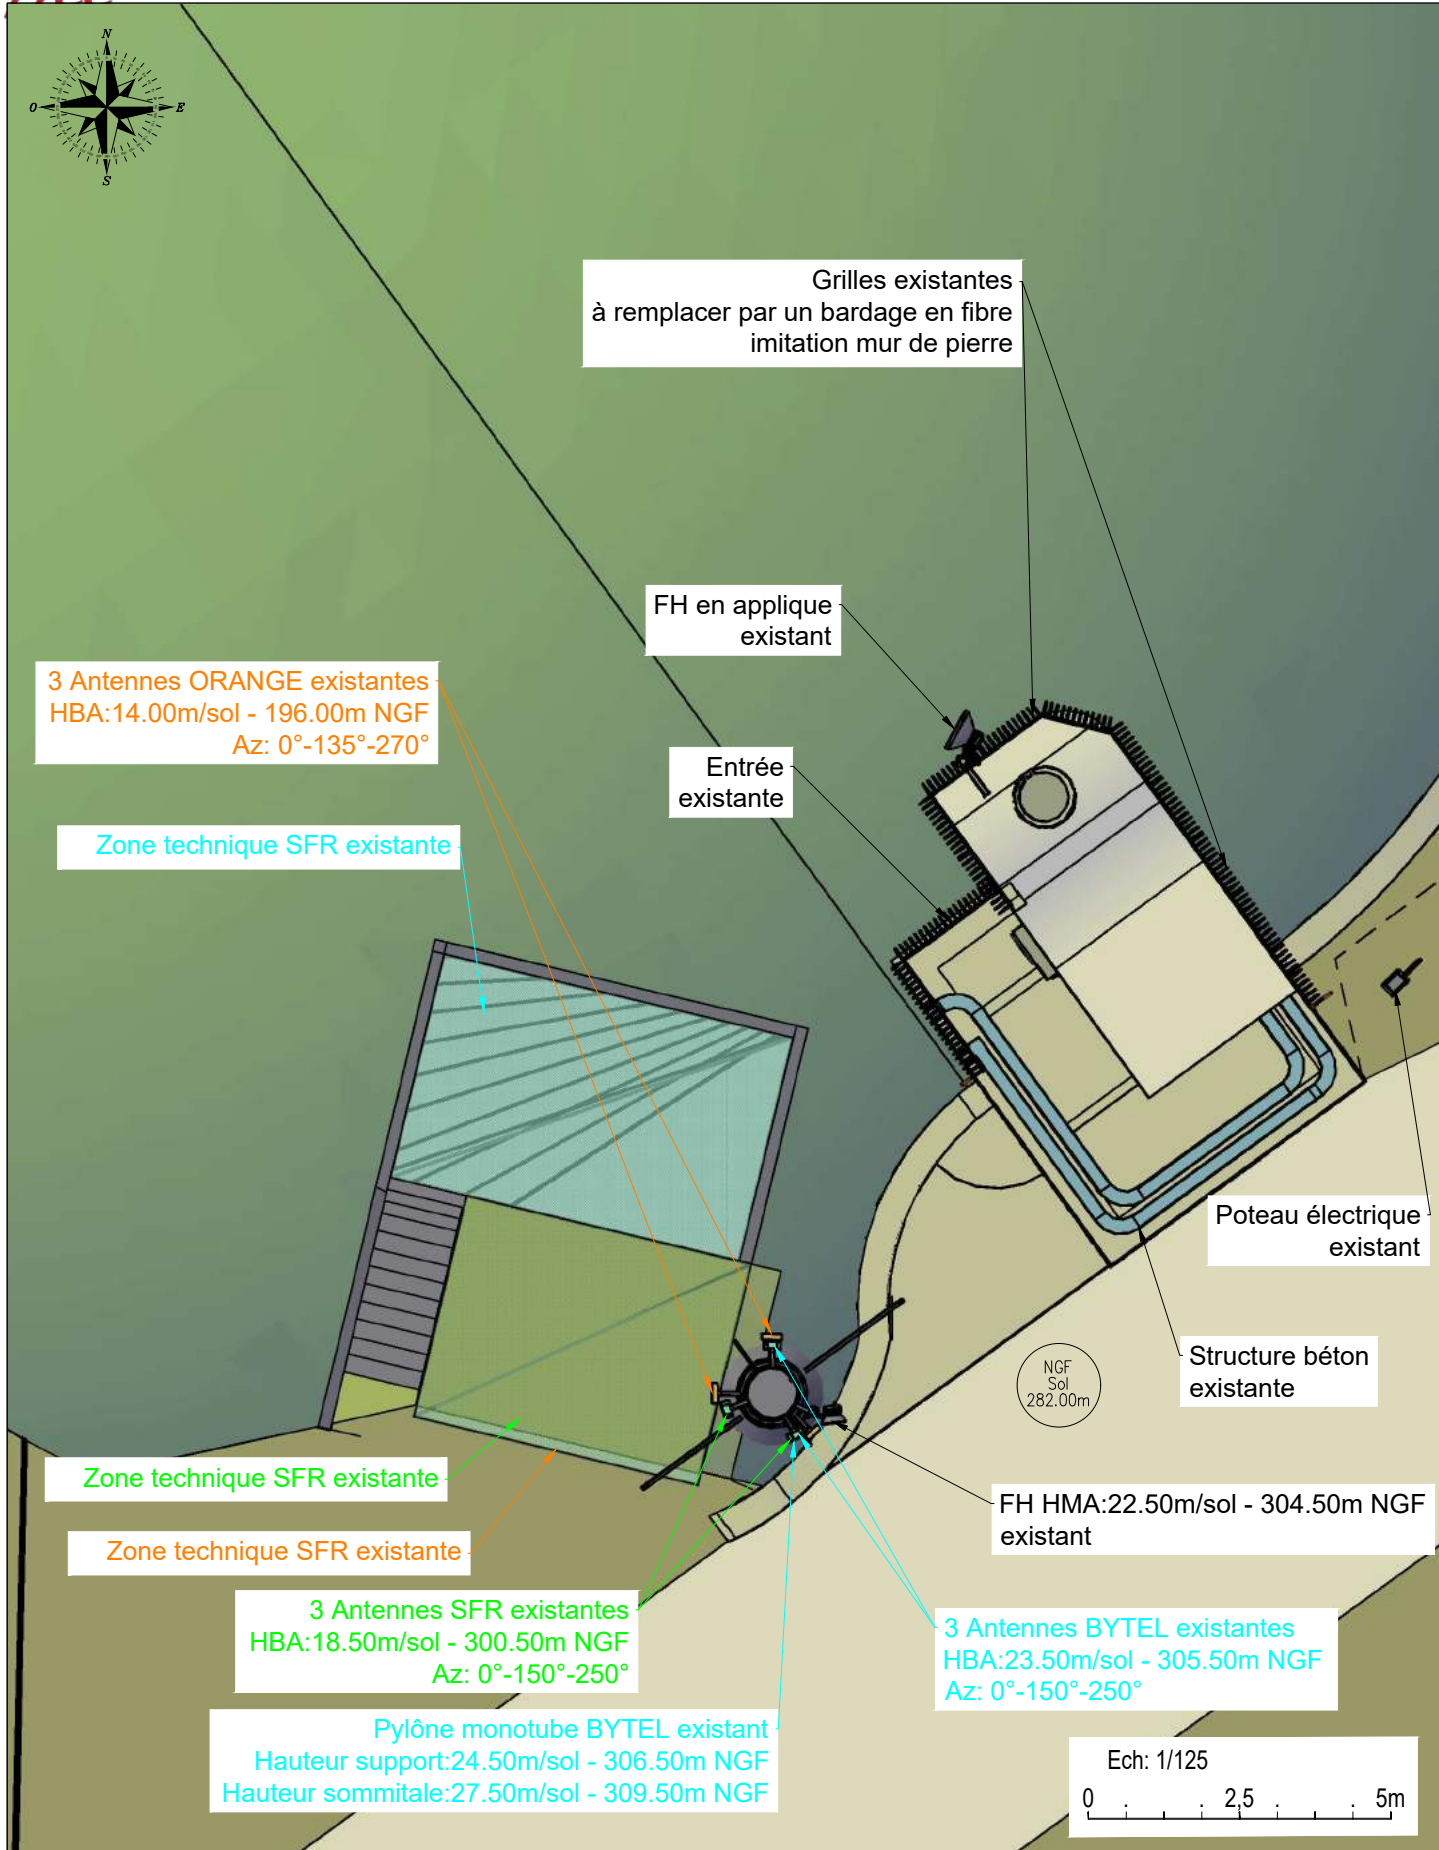 N
O
E
S
Grilles existantes
à remplacer par un bardage en fibre
imitation mur de pierre
FH en applique
existant
3 Antennes ORANGE existantes
HBA:14.00m/sol - 196.00m NGF
Az: 0°-135°-270°
Entrée
existante
Zone technique SFR existante
Poteau électrique
existant
Structure béton
existante
NGF
Sol
282.00m
Zone technique SFR existante
FH HMA:22.50m/sol - 304.50m NGF
existant
Zone technique SFR existante
3 Antennes SFR existantes
HBA:18.50m/sol - 300.50m NGF
Az: 0°-150°-250°
3 Antennes BYTEL existantes
HBA:23.50m/sol - 305.50m NGF
Az: 0°-150°-250°
Pylône monotube BYTEL existant
Hauteur support:24.50m/sol - 306.50m NGF
Hauteur sommitale:27.50m/sol - 309.50m NGF
Ech: 1/125
0 . . 2,5 . . 5m